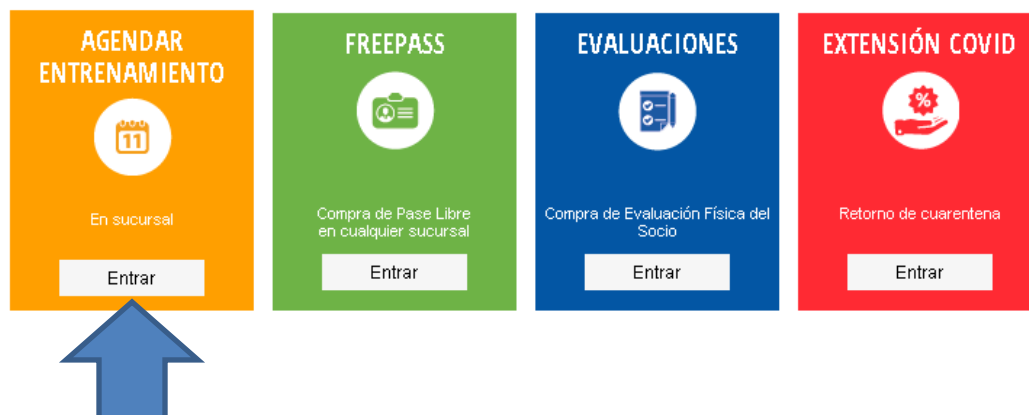 AGENDAR
ENTRENAMIENTO
11
En sucursal
Entrar
FREEPASS
Compra de Pase Libre
en cualquier sucursal
Entrar
EVALUACIONES
Compra de Evaluación Física del
Socio
Entrar
EXTENSIÓN COVID
%
Retorno de cuarentena
Entrar